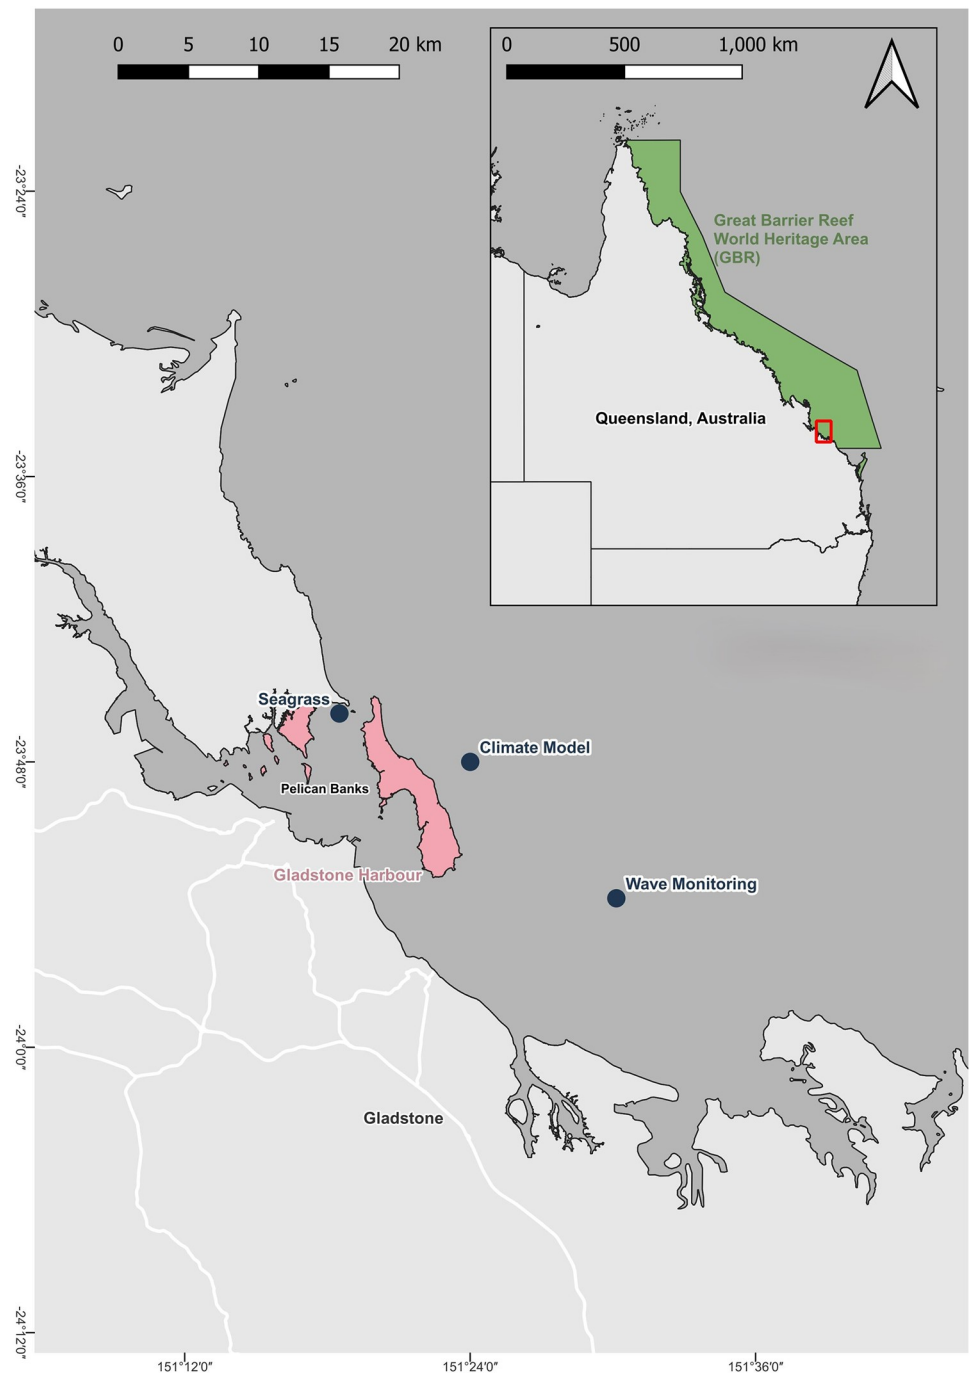 0 5 10 15 20 km
0 500 1,000 km
Great Barrier Reef
World Heritage Area
(GBR)
Queensland, Australia
-23°24'0"
-23°36'0"
-23°48'0"
-24°0'0"
-24°12'0"
Seagrass
Climate Model
Pelican Banks
Gladstone Harbour
Wave Monitoring
Gladstone
151°12'0" 151°24'0" 151°36'0"